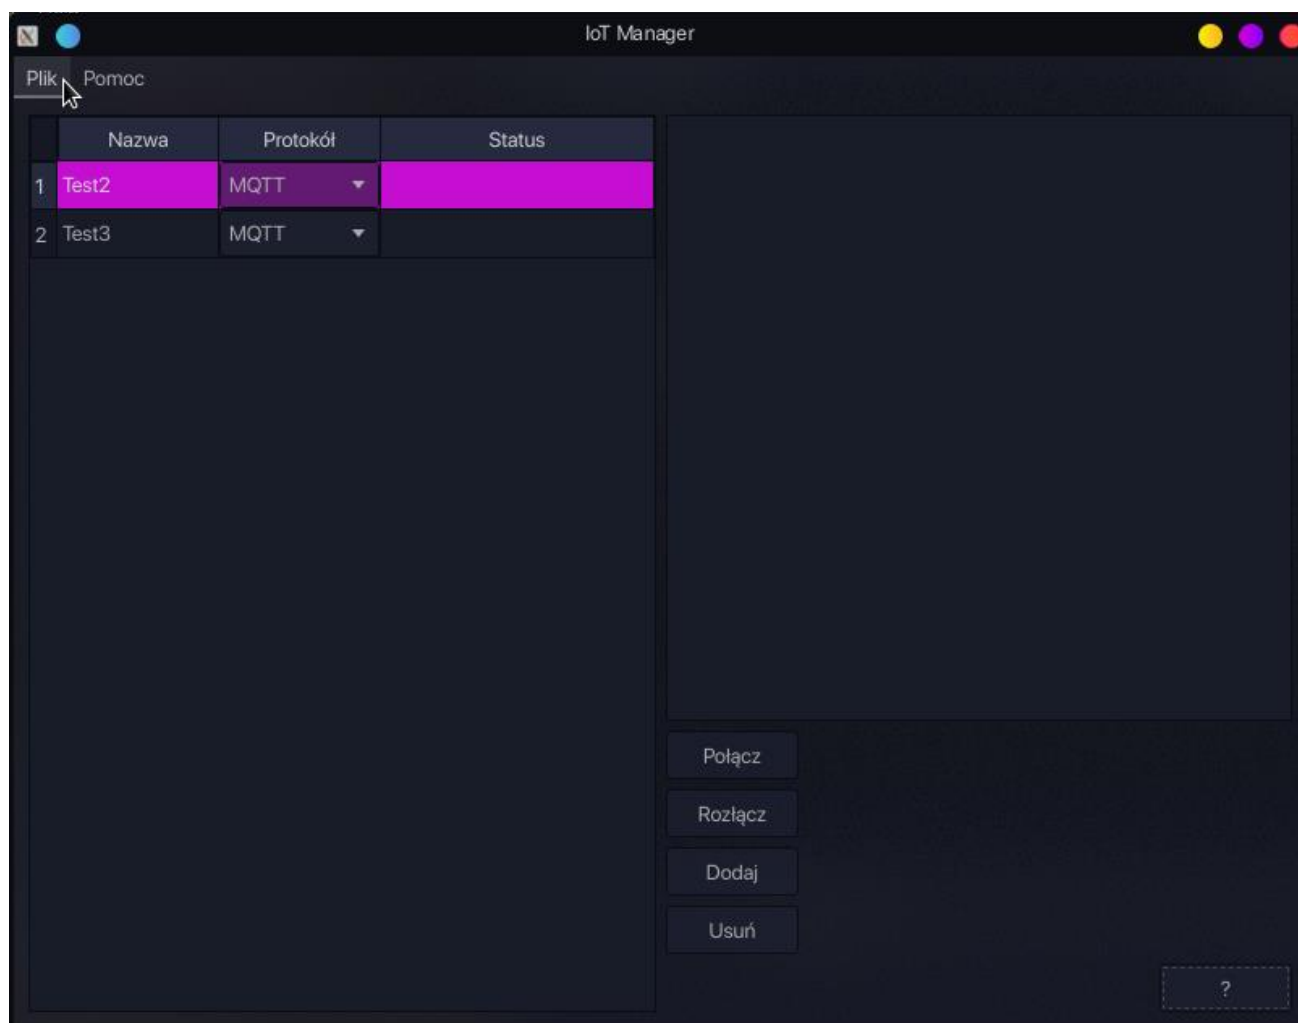 IoT Manager
Plik Pomoc
Nazwa Protokół Status
1 Test2 MQTT
2 Test3 MQTT
Połącz
Rozłącz
Dodaj
Usuń
?